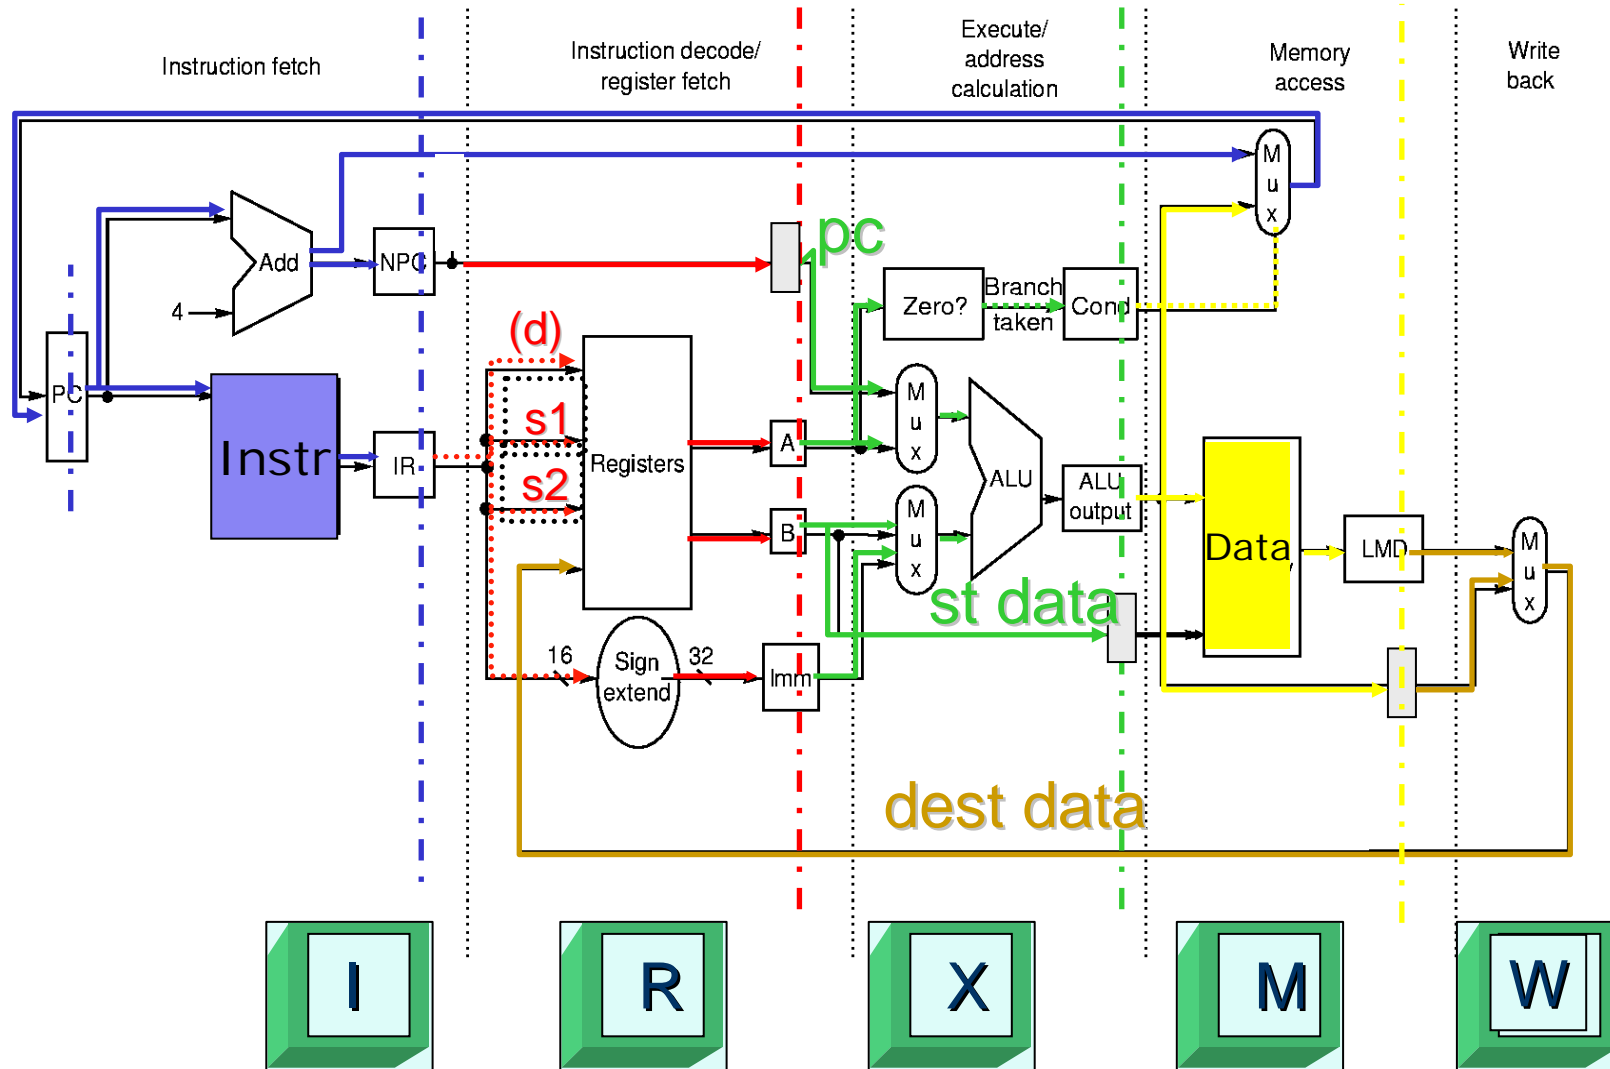 Instruction fetch
Instruction decode/
register fetch
Execute/
address
calculation
Memory
access
Write
back
M
u
x
Add
NPC
4
pc
Zero?
Branch
taken
Cond
(d)
PC
Instr
IR
s1
s2
Registers
A
B
M
u
x
M
u
x
ALU
ALU
output
Data
LMD
M
u
x
st data
16
Sign
extend
32
Imm
dest data
I
R
X
M
W